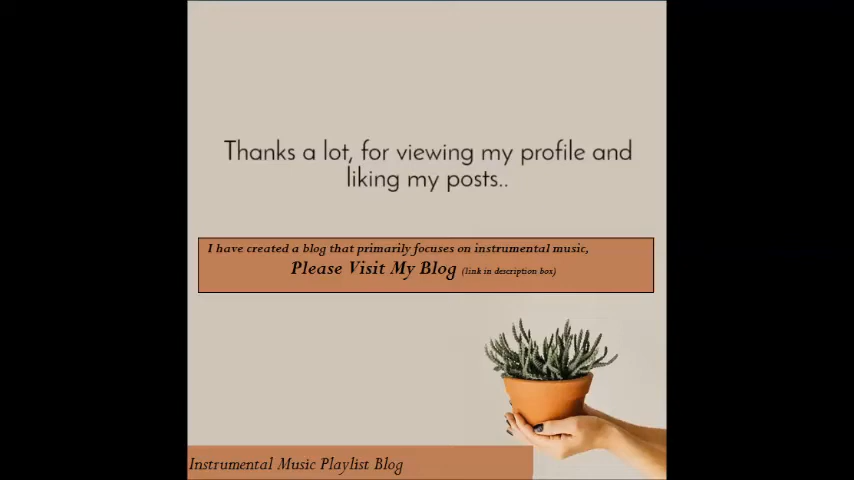 Thanks a lot, for viewing my profile and
liking my posts..
I have created a blog that primarily focuses on instrumental music,
Please Visit My Blog (link in description box)
Instrumental Music Playlist Blog